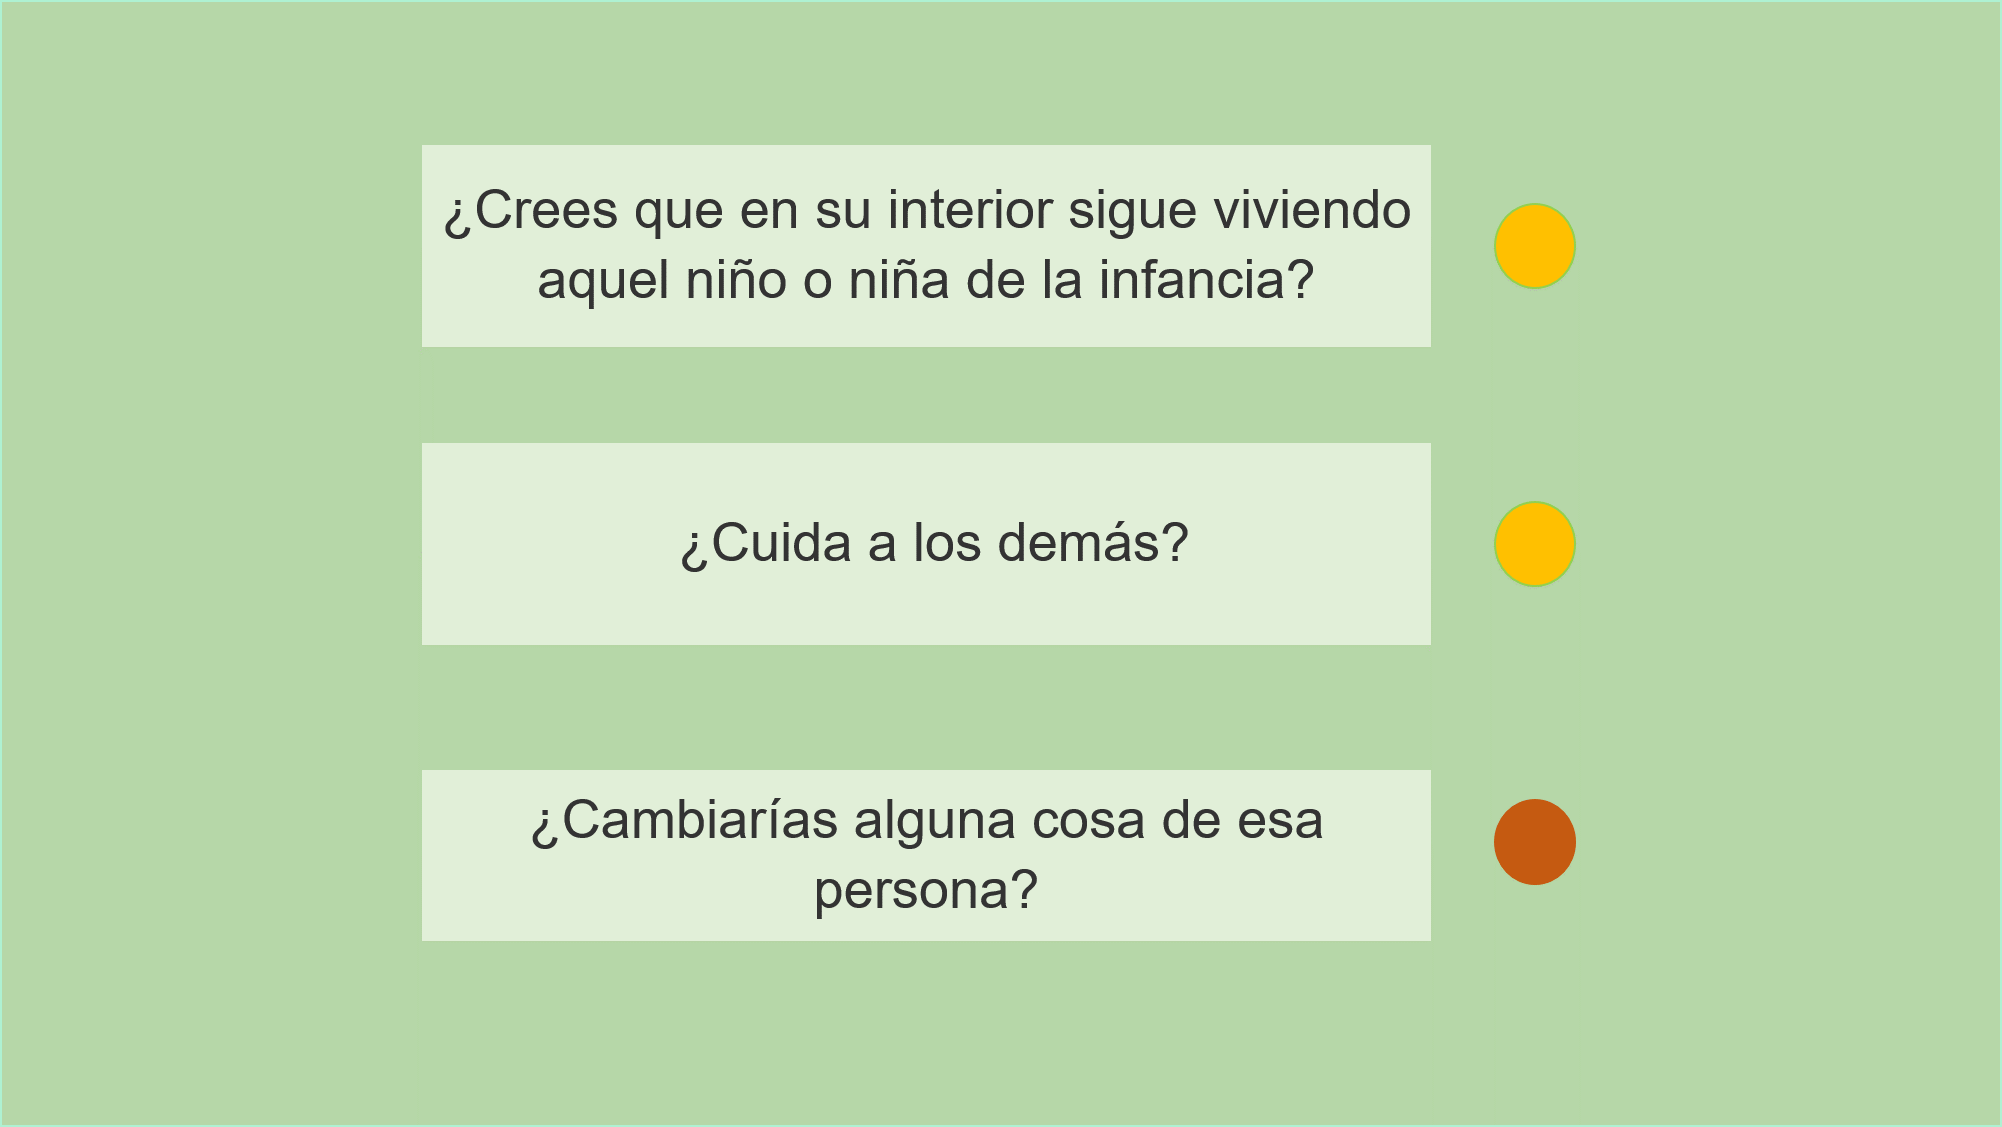 ¿Crees que en su interior sigue viviendo
aquel niño o niña de la infancia?
¿Cuida a los demás?
¿Cambiarías alguna cosa de esa
persona?